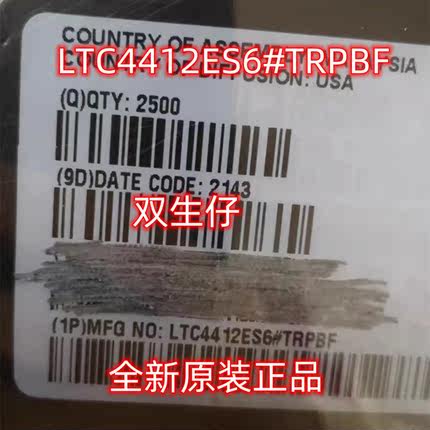 COUNTRY OF
SIA
LTC4412ES6#TRPBF
DIFFUSION: USA
(Q)QTY: 2500
(9D)DATE CODE: 2143
双生仔
(1P)MFG NO: LTC4412ES6#TRPBF
全新原装正品